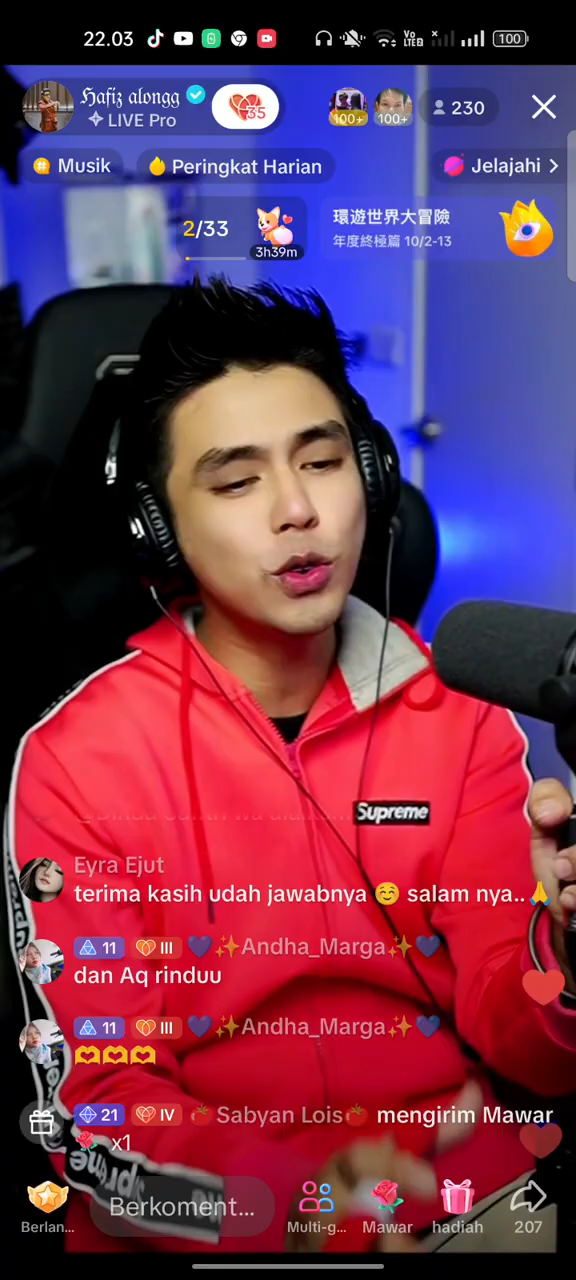 22.03
Vo
LTE2
100
Hafiz alongg
LIVE Pro
35
100+
100+
230
Musik
Peringkat Harian
Jelajahi
2/33
3h39m
環遊世界大冒險
年度終極篇 10/2-13
Supreme
Eyra Ejut
terima kasih udah jawabnya ☺️ salam nya..🙏
11 III 💙✨Andha_Marga✨💙
dan Aq rinduu
11 III 💙✨Andha_Marga✨💙
🫶🫶🫶
21 IV 🍅Sabyan Lois🍅 mengirim Mawar
🌹 x1
Berkoment...
Berlan...
Multi-g...
Mawar
hadiah
207